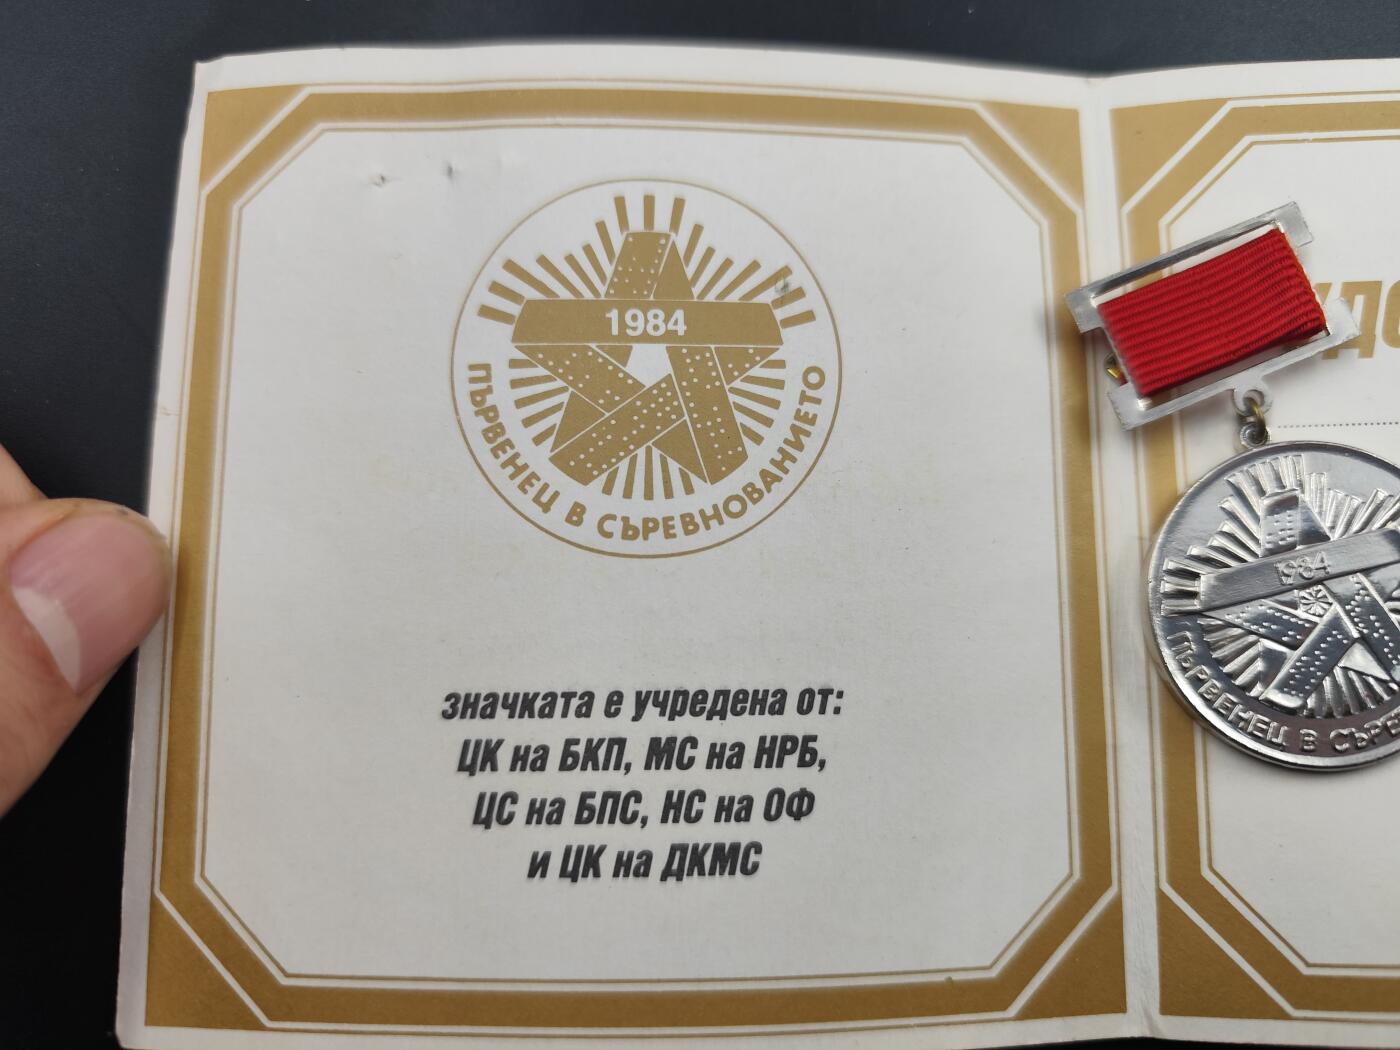 1984
ПЪРВЕНЕЦ В СЪРЕВНОВАНИЕТО
значката е учредена от:
ЦК на БКП, МС на НРБ,
ЦС на БПС, НС на ОФ
и ЦК на ДКМС
1984
ПЪРВЕНЕЦ В